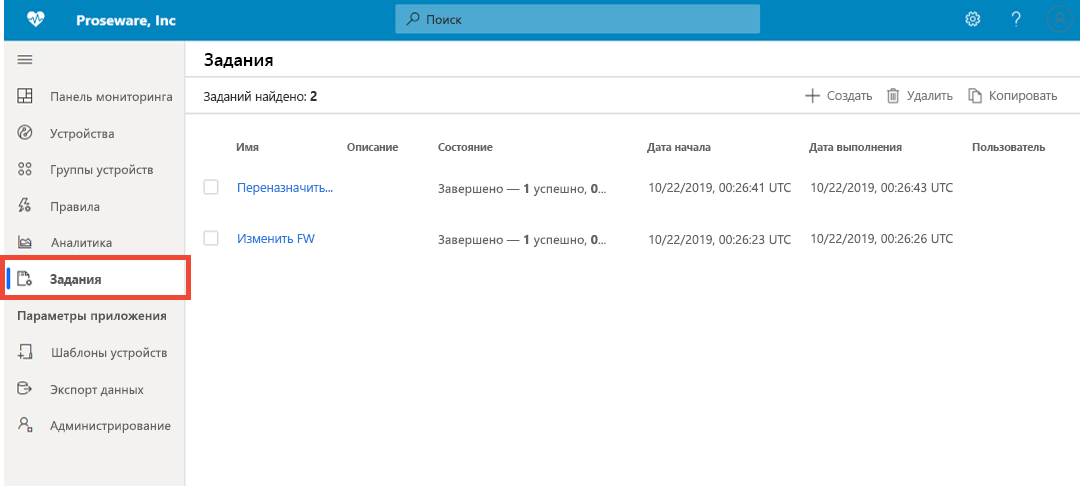 Proseware, Inc
Поиск
?
Задания
Заданий найдено: 2
Создать
Удалить
Копировать
Панель мониторинга
Устройства
Группы устройств
Правила
Аналитика
Задания
Параметры приложения
Шаблоны устройств
Экспорт данных
Администрирование
Имя Описание Состояние Дата начала Дата выполнения Пользователь
Переназначить... Завершено — 1 успешно, 0... 10/22/2019, 00:26:41 UTC 10/22/2019, 00:26:43 UTC
Изменить FW Завершено — 1 успешно, 0... 10/22/2019, 00:26:23 UTC 10/22/2019, 00:26:26 UTC